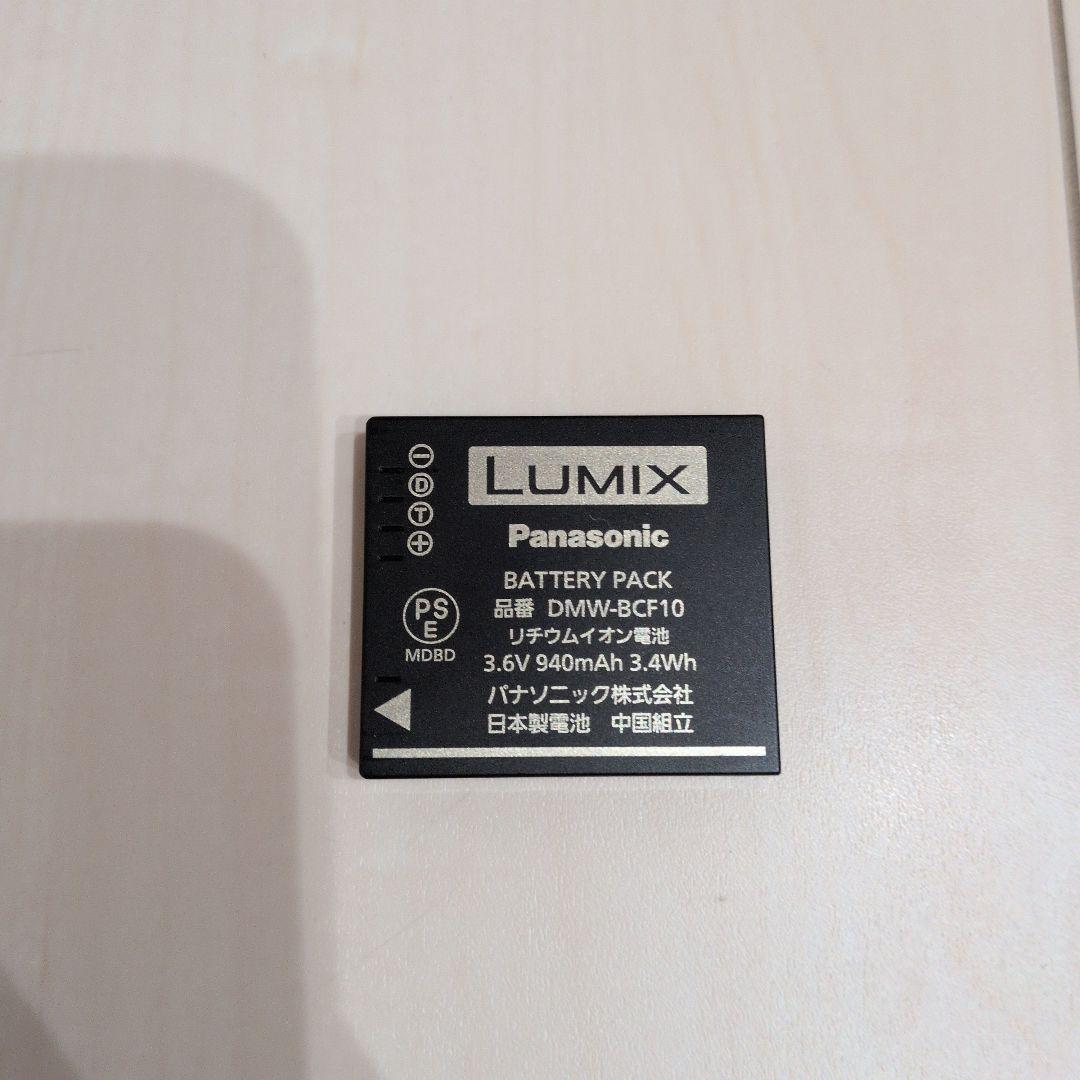 LUMIX
Panasonic
BATTERY PACK
品番 DMW-BCF10
リチウムイオン電池
3.6V 940mAh 3.4Wh
パナソニック株式会社
日本製電池 中国組立
−
D
T
+
PS
E
MDBD